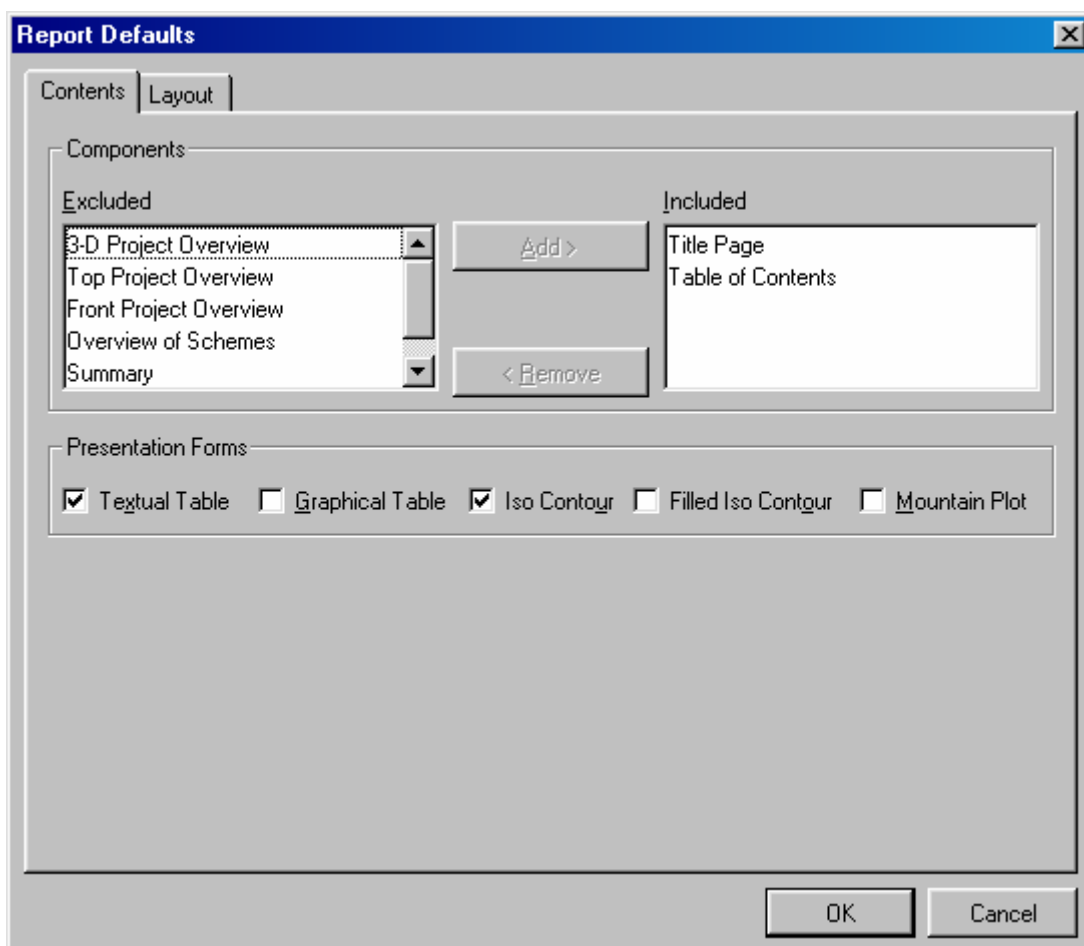 Report Defaults
Contents Layout
Components
Excluded Included
3-D Project Overview
Top Project Overview
Front Project Overview
Overview of Schemes
Summary
Add >
< Remove
Title Page
Table of Contents
Presentation Forms
Textual Table Graphical Table Iso Contour Filled Iso Contour Mountain Plot
OK Cancel